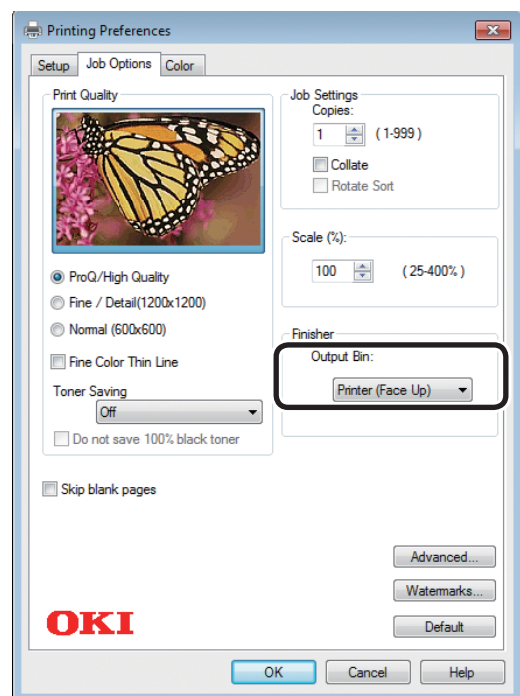 Printing Preferences
Setup
Job Options
Color
Print Quality
ProQ/High Quality
Fine / Detail(1200x1200)
Normal (600x600)
Fine Color Thin Line
Toner Saving
Off
Do not save 100% black toner
Skip blank pages
Job Settings
Copies:
1 (1-999)
Collate
Rotate Sort
Scale (%):
100 (25-400%)
Finisher
Output Bin:
Printer (Face Up)
Advanced...
Watermarks...
Default
OKI
OK
Cancel
Help